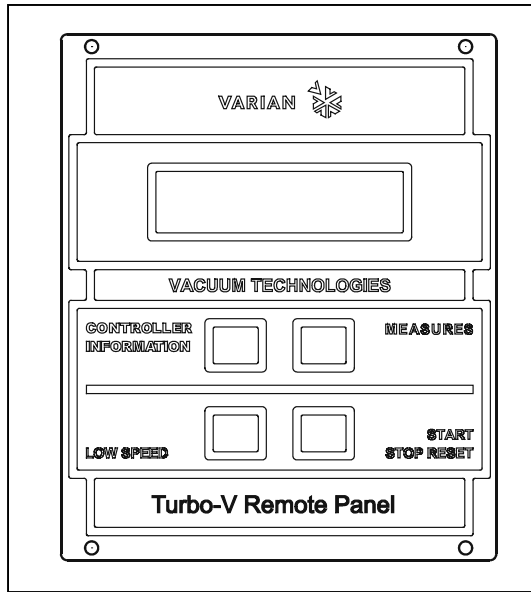 VARIAN
VACUUM TECHNOLOGIES
CONTROLLER
INFORMATION
MEASURES
LOW SPEED
START
STOP RESET
Turbo-V Remote Panel